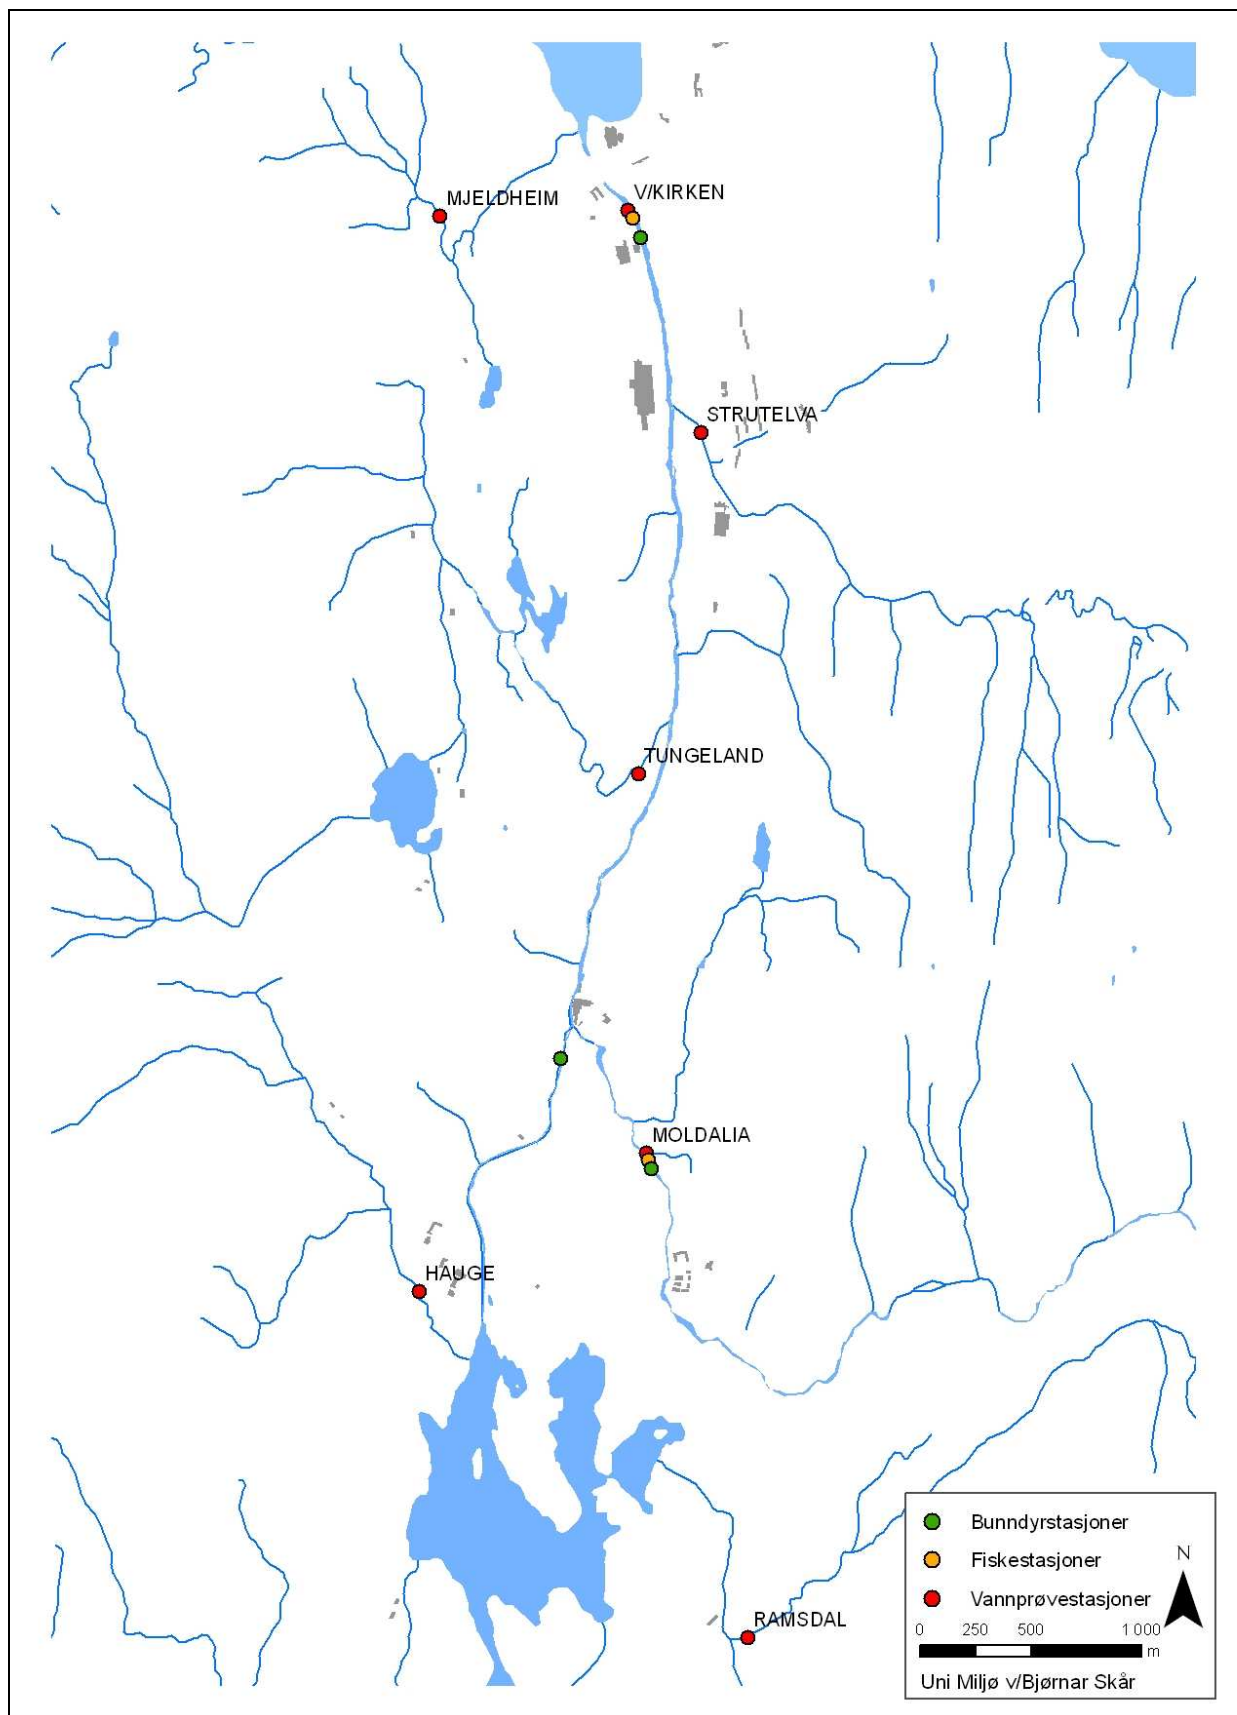 MJELDHEIM
V/KIRKEN
STRUTELVA
TUNGELAND
MOLDALIA
HAUGE
RAMSDAL
Bunndyrstasjoner
Fiskestasjoner
Vannprøvestasjoner
N
0 250 500 1 000
m
Uni Miljø v/Bjørnar Skår